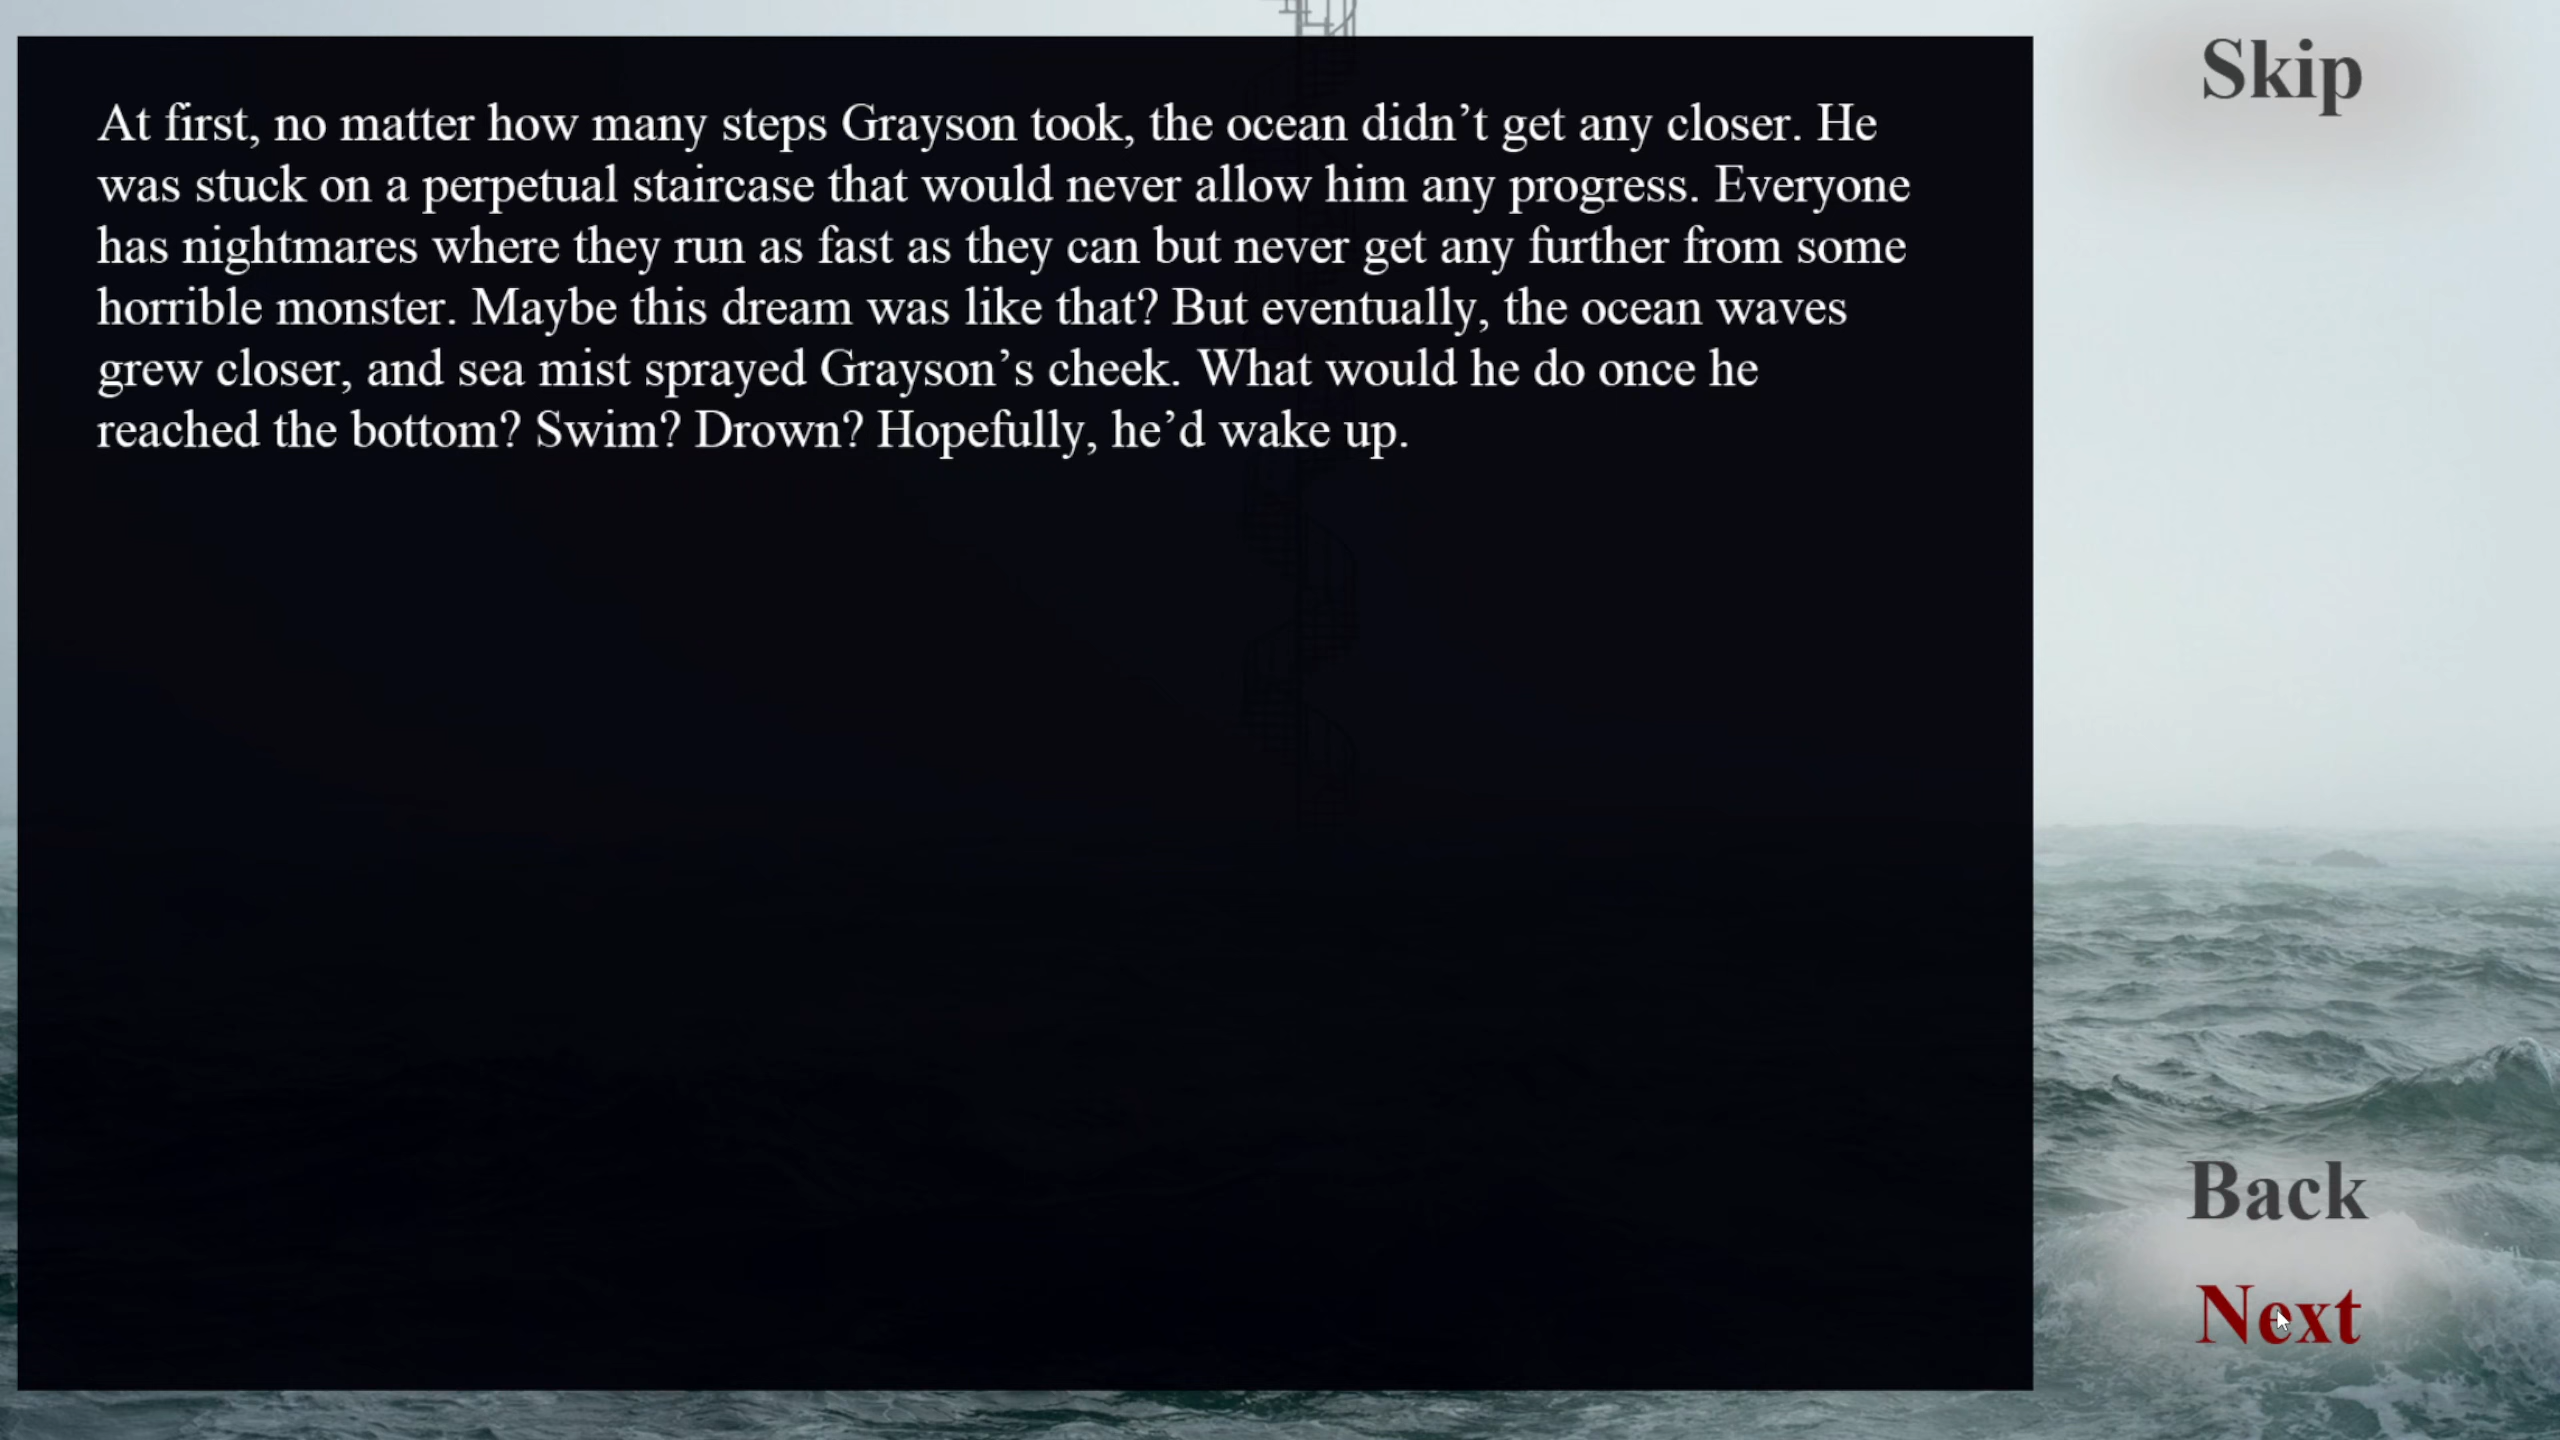 At first, no matter how many steps Grayson took, the ocean didn’t get any closer. He
was stuck on a perpetual staircase that would never allow him any progress. Everyone
has nightmares where they run as fast as they can but never get any further from some
horrible monster. Maybe this dream was like that? But eventually, the ocean waves
grew closer, and sea mist sprayed Grayson’s cheek. What would he do once he
reached the bottom? Swim? Drown? Hopefully, he’d wake up.
Skip
Back
Next